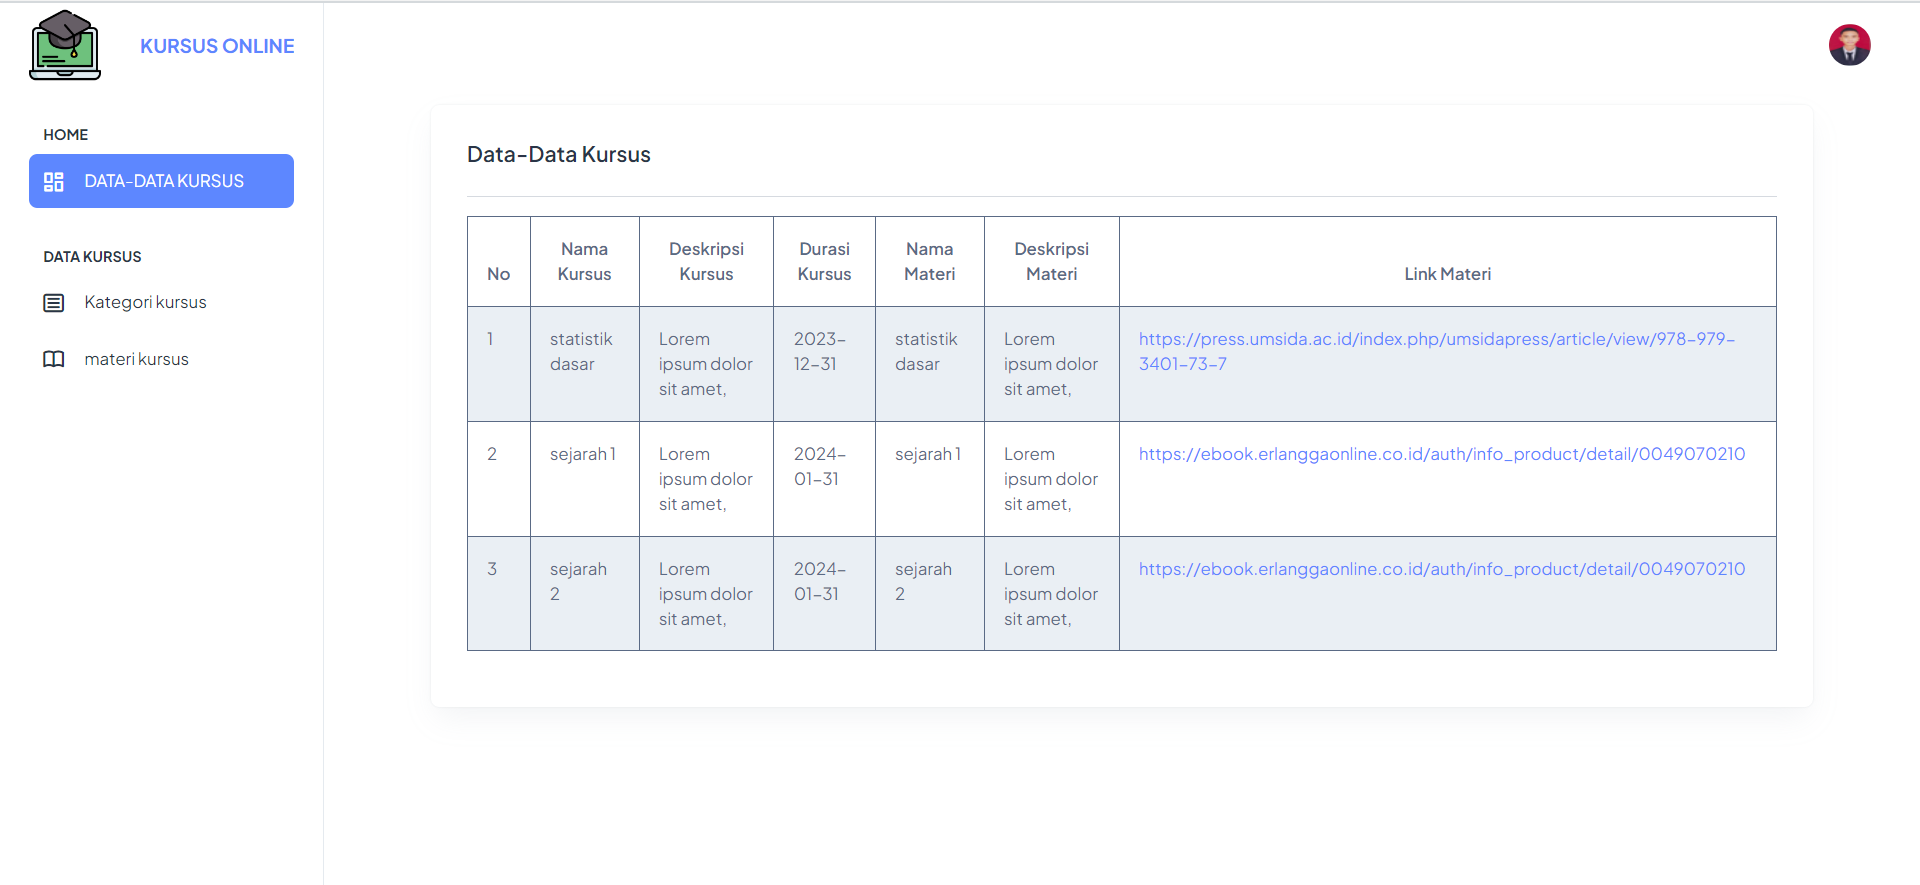 KURSUS ONLINE
HOME
DATA-DATA KURSUS
DATA KURSUS
Kategori kursus
materi kursus
Data-Data Kursus
No
Nama
Kursus
Deskripsi
Kursus
Durasi
Kursus
Nama
Materi
Deskripsi
Materi
Link Materi
1
statistik
dasar
Lorem
ipsum dolor
sit amet,
2023-
12-31
statistik
dasar
Lorem
ipsum dolor
sit amet,
https://press.umsida.ac.id/index.php/umsidapress/article/view/978-979-
3401-73-7
2
sejarah 1
Lorem
ipsum dolor
sit amet,
2024-
01-31
sejarah 1
Lorem
ipsum dolor
sit amet,
https://ebook.erlanggaonline.co.id/auth/info_product/detail/0049070210
3
sejarah
2
Lorem
ipsum dolor
sit amet,
2024-
01-31
sejarah
2
Lorem
ipsum dolor
sit amet,
https://ebook.erlanggaonline.co.id/auth/info_product/detail/0049070210